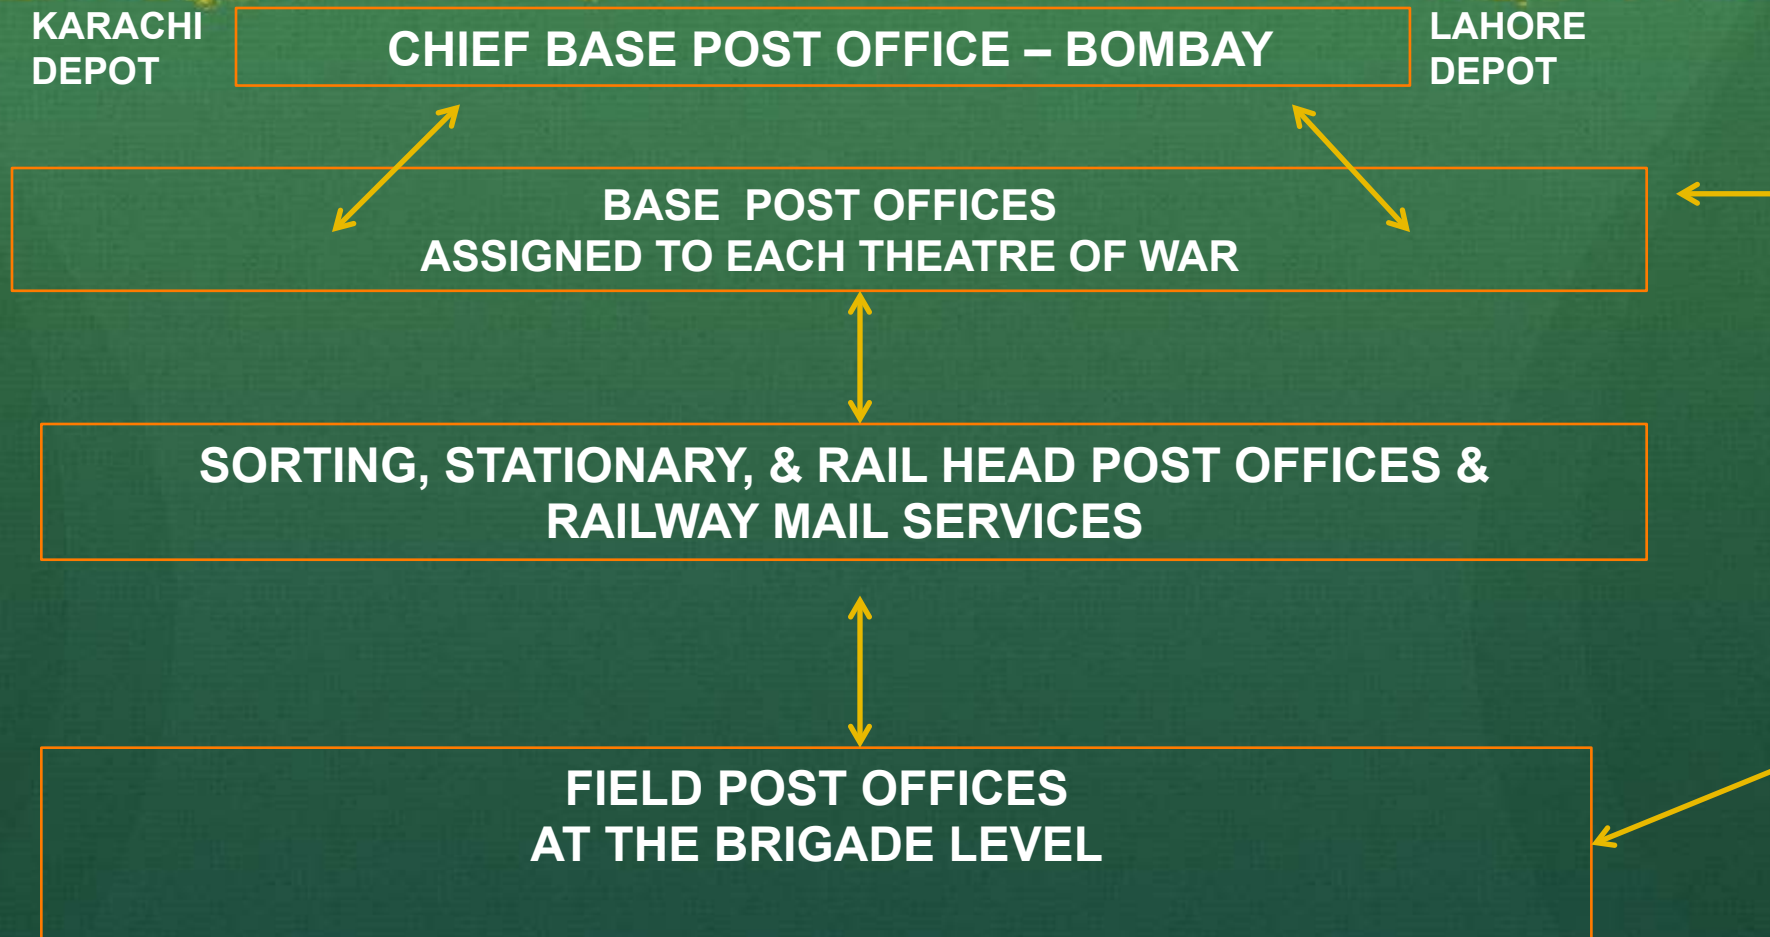 KARACHI
DEPOT
CHIEF BASE POST OFFICE – BOMBAY
LAHORE
DEPOT
BASE POST OFFICES
ASSIGNED TO EACH THEATRE OF WAR
SORTING, STATIONARY, & RAIL HEAD POST OFFICES &
RAILWAY MAIL SERVICES
FIELD POST OFFICES
AT THE BRIGADE LEVEL